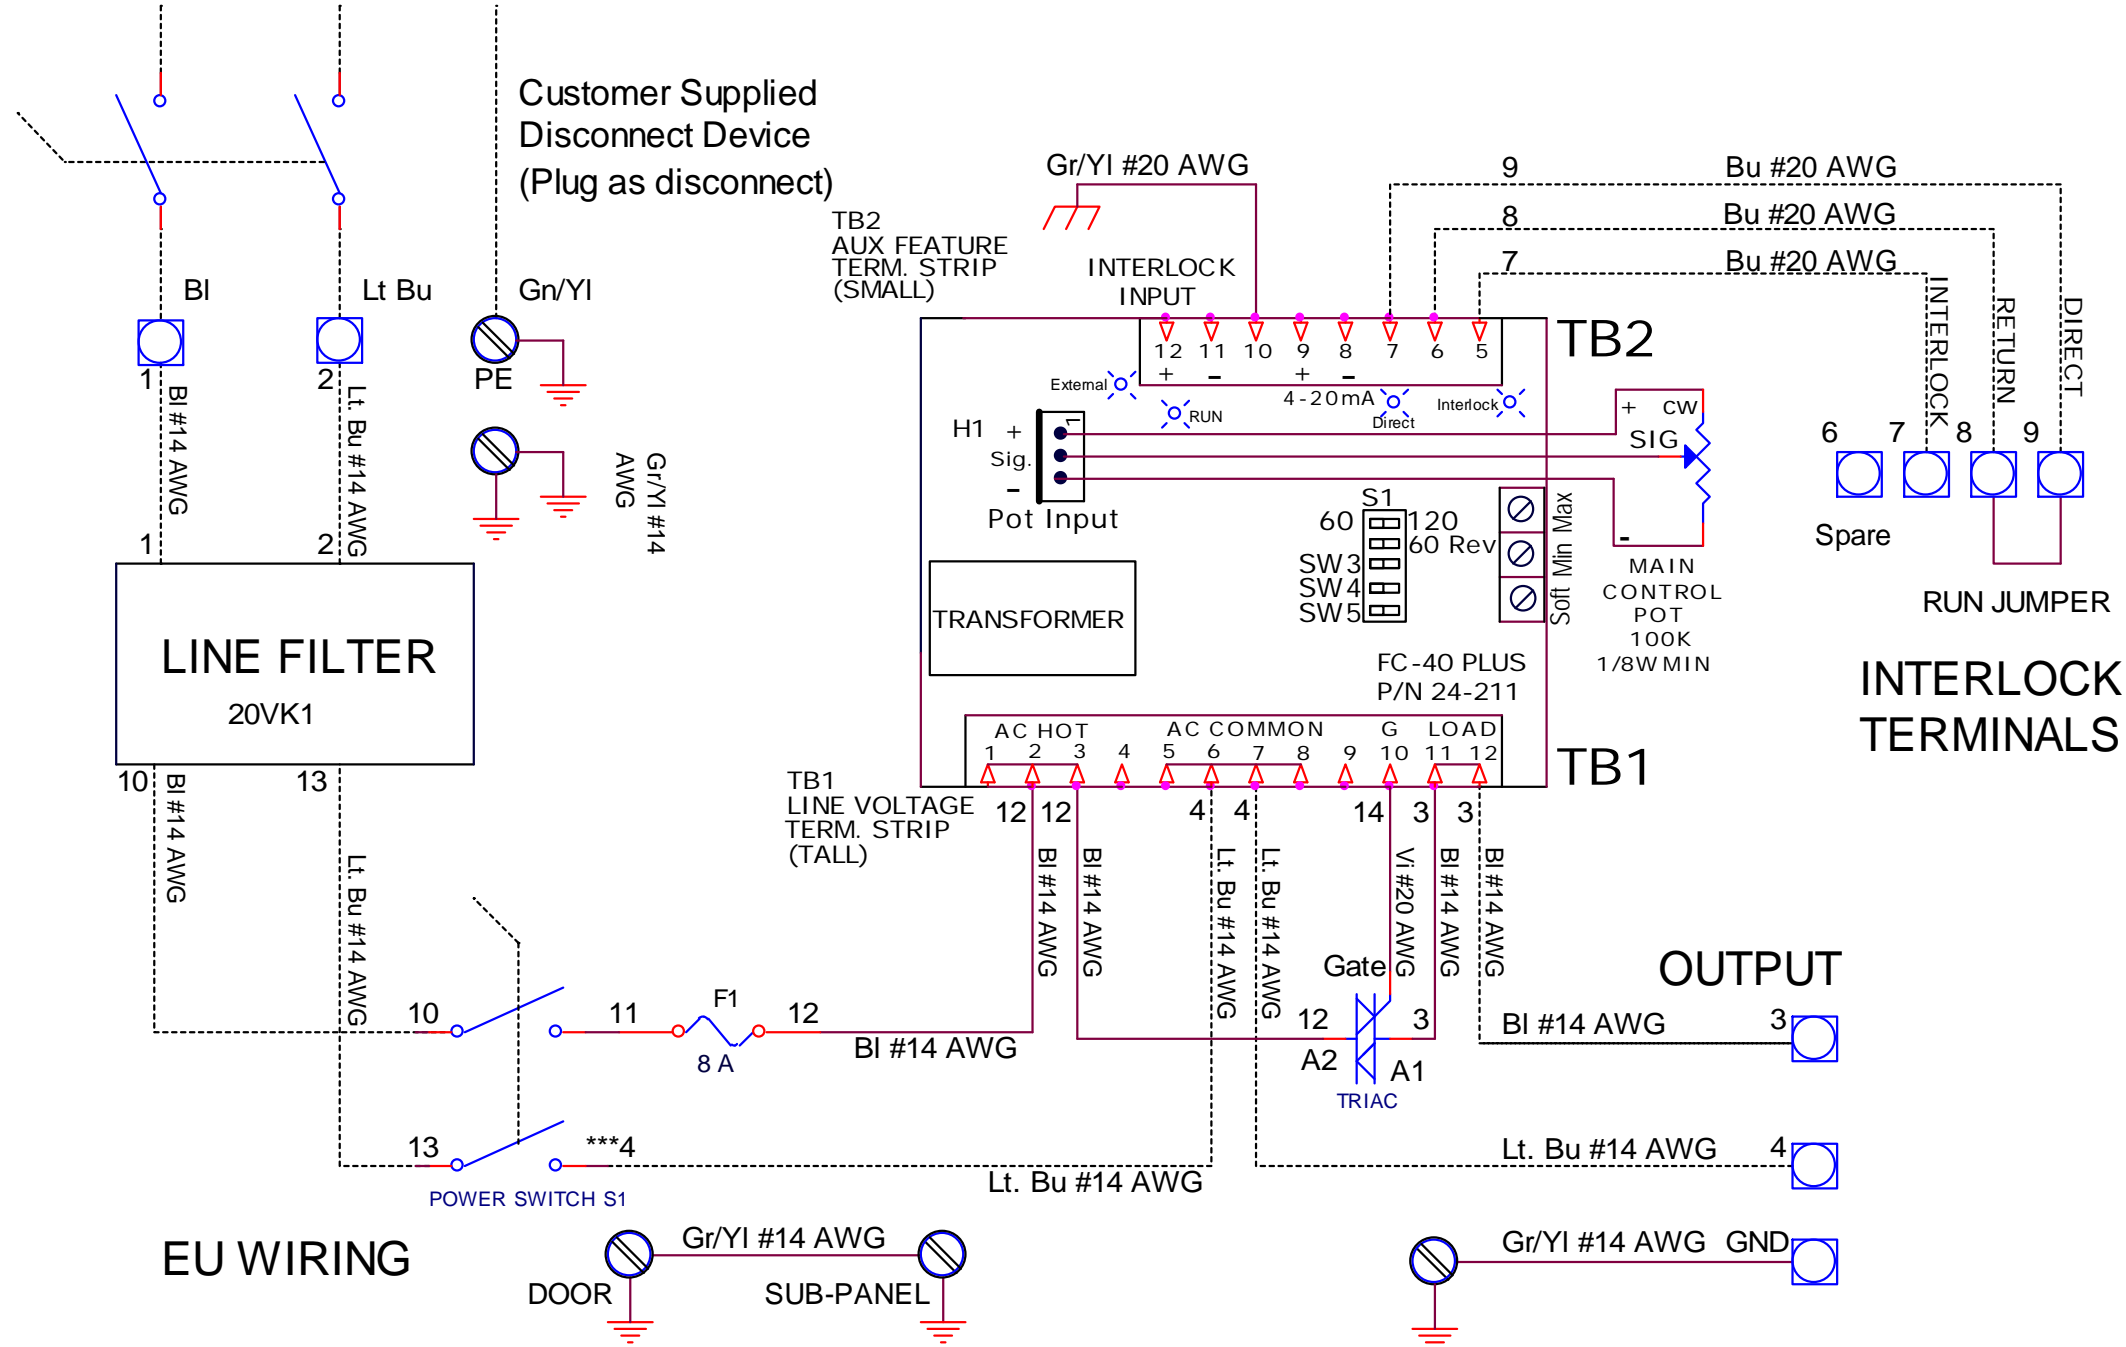 Customer Supplied
Disconnect Device
(Plug as disconnect)
Bl
Lt Bu
Gn/Yl
1
2
PE
Bl #14 AWG
Lt. Bu #14 AWG
Gr/Yl #14
AWG
1
2
LINE FILTER
20VK1
10
13
Bl #14 AWG
Lt. Bu #14 AWG
10
11
F1
8 A
12
Bl #14 AWG
13
***4
Lt. Bu #14 AWG
POWER SWITCH S1
EU WIRING
Gr/Yl #14 AWG
DOOR
SUB-PANEL
TB2
AUX FEATURE
TERM. STRIP
(SMALL)
Gr/Yl #20 AWG
INTERLOCK
INPUT
9
Bu #20 AWG
8
Bu #20 AWG
7
Bu #20 AWG
INTERLOCK
RETURN
DIRECT
TB2
12 11 10 9 8 7 6 5
+ - + -
4-20mA
External
RUN
Direct
Interlock
H1
+
Sig.
-
1
Pot Input
+ CW
SIG
-
MAIN
CONTROL
POT
100K
1/8W MIN
S1
60
120
60 Rev
SW3
SW4
SW5
Soft Min Max
TRANSFORMER
FC-40 PLUS
P/N 24-211
6
7
8
9
Spare
RUN JUMPER
INTERLOCK
TERMINALS
AC HOT
AC COMMON
G
LOAD
1 2 3 4 5 6 7 8 9 10 11 12
TB1
TB1
LINE VOLTAGE
TERM. STRIP
(TALL)
12
12
4
4
14
3
3
Bl #14 AWG
Bl #14 AWG
Lt. Bu #14 AWG
Lt. Bu #14 AWG
Vi #20 AWG
Bl #14 AWG
Bl #14 AWG
Gate
12
3
A2
A1
TRIAC
OUTPUT
Bl #14 AWG
3
Lt. Bu #14 AWG
4
Gr/Yl #14 AWG
GND